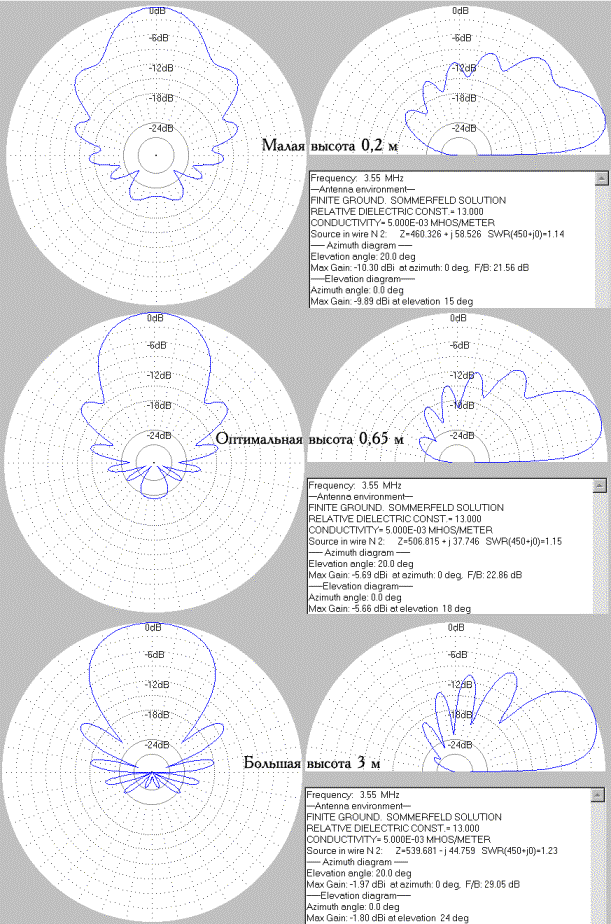 0dB
-6dB
-12dB
-18dB
-24dB
0dB
-6dB
-12dB
-18dB
-24dB
Малая высота 0,2 м
Frequency: 3.55 MHz
—Antenna environment—
FINITE GROUND. SOMMERFELD SOLUTION
RELATIVE DIELECTRIC CONST.= 13.000
CONDUCTIVITY= 5.000E-03 MHOS/METER
Source in wire N 2: Z=460.326 + j 58.526 SWR(450+j0)=1.14
—— Azimuth diagram ——
Elevation angle: 20.0 deg
Max Gain: -10.30 dBi at azimuth: 0 deg, F/B: 21.56 dB
——Elevation diagram——
Azimuth angle: 0.0 deg
Max Gain: -9.89 dBi at elevation 15 deg
0dB
-6dB
-12dB
-18dB
-24dB
0dB
-6dB
-12dB
-18dB
-24dB
Оптимальная высота 0,65 м
Frequency: 3.55 MHz
—Antenna environment—
FINITE GROUND. SOMMERFELD SOLUTION
RELATIVE DIELECTRIC CONST.= 13.000
CONDUCTIVITY= 5.000E-03 MHOS/METER
Source in wire N 2: Z=506.815 + j 37.746 SWR(450+j0)=1.15
—— Azimuth diagram ——
Elevation angle: 20.0 deg
Max Gain: -5.69 dBi at azimuth: 0 deg, F/B: 22.86 dB
——Elevation diagram——
Azimuth angle: 0.0 deg
Max Gain: -5.66 dBi at elevation 18 deg
0dB
-6dB
-12dB
-18dB
-24dB
0dB
-6dB
-12dB
-18dB
-24dB
Большая высота 3 м
Frequency: 3.55 MHz
—Antenna environment—
FINITE GROUND. SOMMERFELD SOLUTION
RELATIVE DIELECTRIC CONST.= 13.000
CONDUCTIVITY= 5.000E-03 MHOS/METER
Source in wire N 2: Z=539.681 - j 44.759 SWR(450+j0)=1.23
—— Azimuth diagram ——
Elevation angle: 20.0 deg
Max Gain: -1.97 dBi at azimuth: 0 deg, F/B: 29.05 dB
——Elevation diagram——
Azimuth angle: 0.0 deg
Max Gain: -1.80 dBi at elevation 24 deg